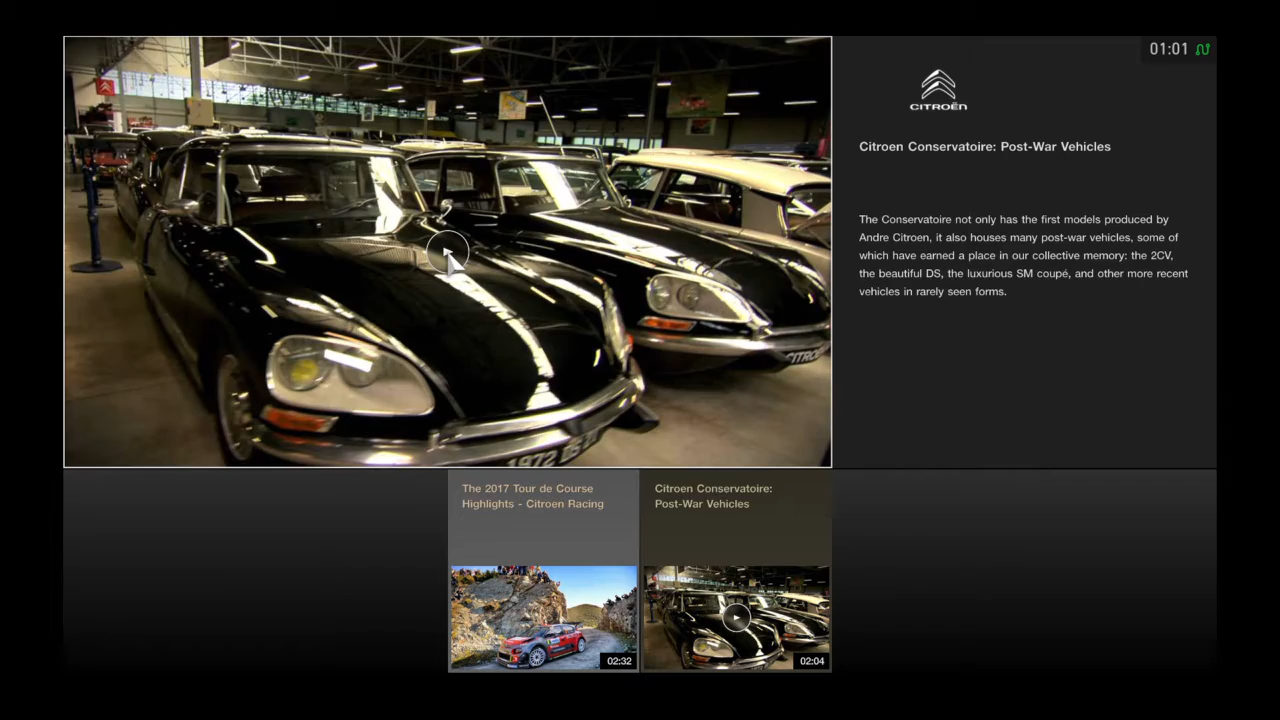 01:01
CITROËN
Citroen Conservatoire: Post-War Vehicles
The Conservatoire not only has the first models produced by
Andre Citroen, it also houses many post-war vehicles, some of
which have earned a place in our collective memory: the 2CV,
the beautiful DS, the luxurious SM coupé, and other more recent
vehicles in rarely seen forms.
CITRO
1972 DS
The 2017 Tour de Course
Highlights - Citroen Racing
Citroen Conservatoire:
Post-War Vehicles
02:32
02:04